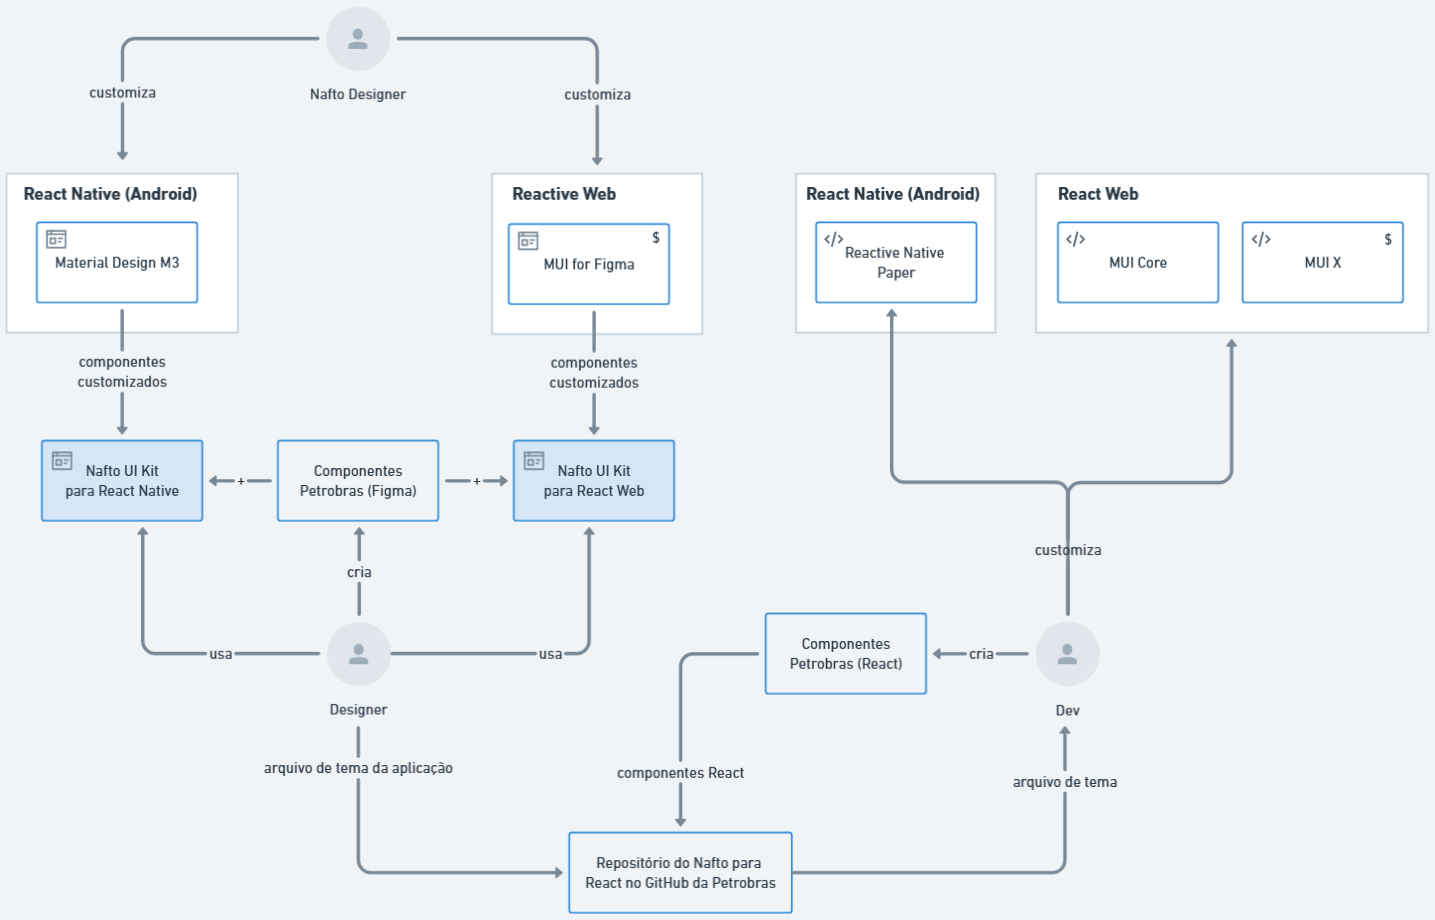 customiza
Nafto Designer
customiza
React Native (Android)
Material Design M3
Reactive Web
$
MUI for Figma
React Native (Android)
</>
Reactive Native
Paper
React Web
</>
MUI Core
</>
$
MUI X
componentes
customizados
componentes
customizados
Nafto UI Kit
para React Native
+
Componentes
Petrobras (Figma)
+
Nafto UI Kit
para React Web
customiza
cria
usa
usa
Designer
Componentes
Petrobras (React)
cria
Dev
arquivo de tema da aplicação
componentes React
arquivo de tema
Repositório do Nafto para
React no GitHub da Petrobras